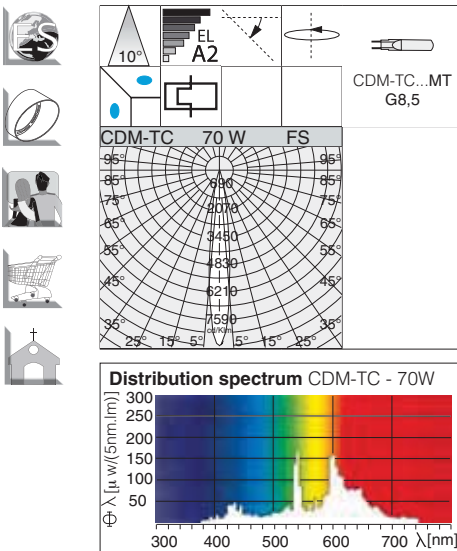 ES
10°
EL
A2
CDM-TC...MT
G8,5
CDM-TC 70 W FS
95° 95°
85° 690 85°
75° 2070 75°
65° 3450 65°
55° 4830 55°
45° 6210 45°
35° 7590 35°
cd/Klm
25° 15° 5° 5° 15° 25°
Distribution spectrum CDM-TC - 70W
Φ λ [µ w/(5nm.lm)]
300
250
200
150
100
50
300 400 500 600 700 λ[nm]